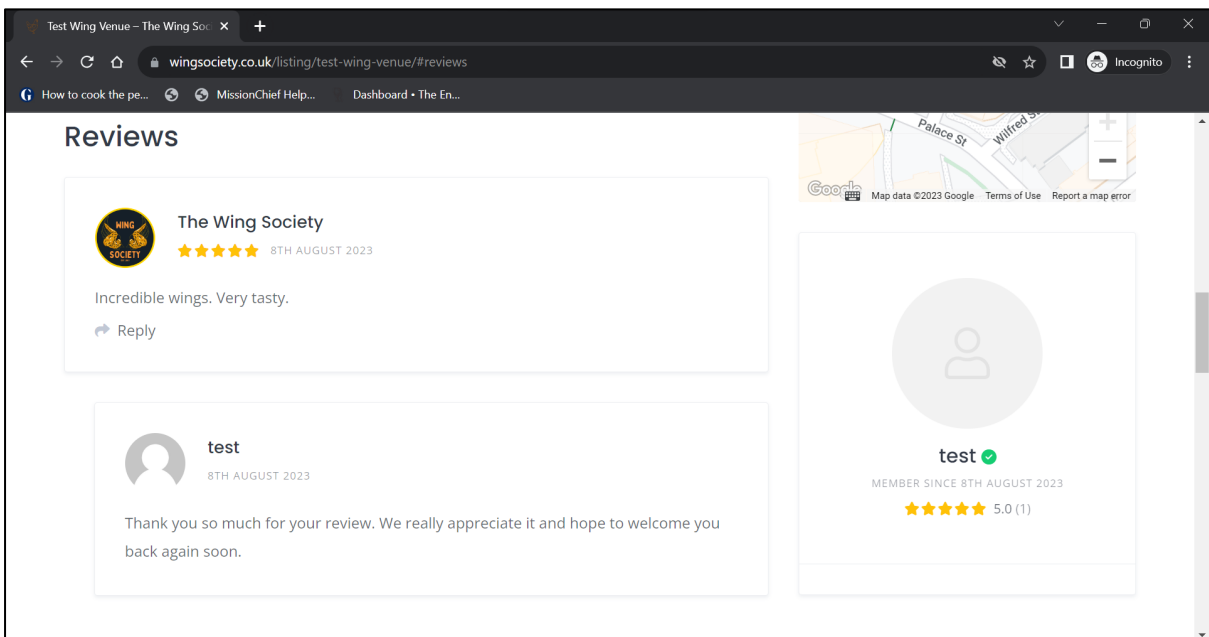 Test Wing Venue – The Wing Soc
wingsociety.co.uk/listing/test-wing-venue/#reviews
Incognito
How to cook the pe...
MissionChief Help...
Dashboard • The En...
Reviews
WING
SOCIETY
The Wing Society
8TH AUGUST 2023
Incredible wings. Very tasty.
Reply
test
8TH AUGUST 2023
Thank you so much for your review. We really appreciate it and hope to welcome you
back again soon.
Palace St
Wilfred S
Google
Map data ©2023 Google Terms of Use Report a map error
test
MEMBER SINCE 8TH AUGUST 2023
5.0 (1)